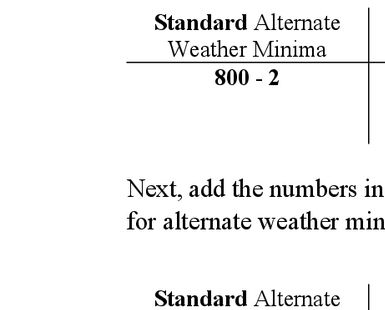 Standard Alternate
Weather Minima
800 - 2
Next, add the numbers in
for alternate weather min
Standard Alternate